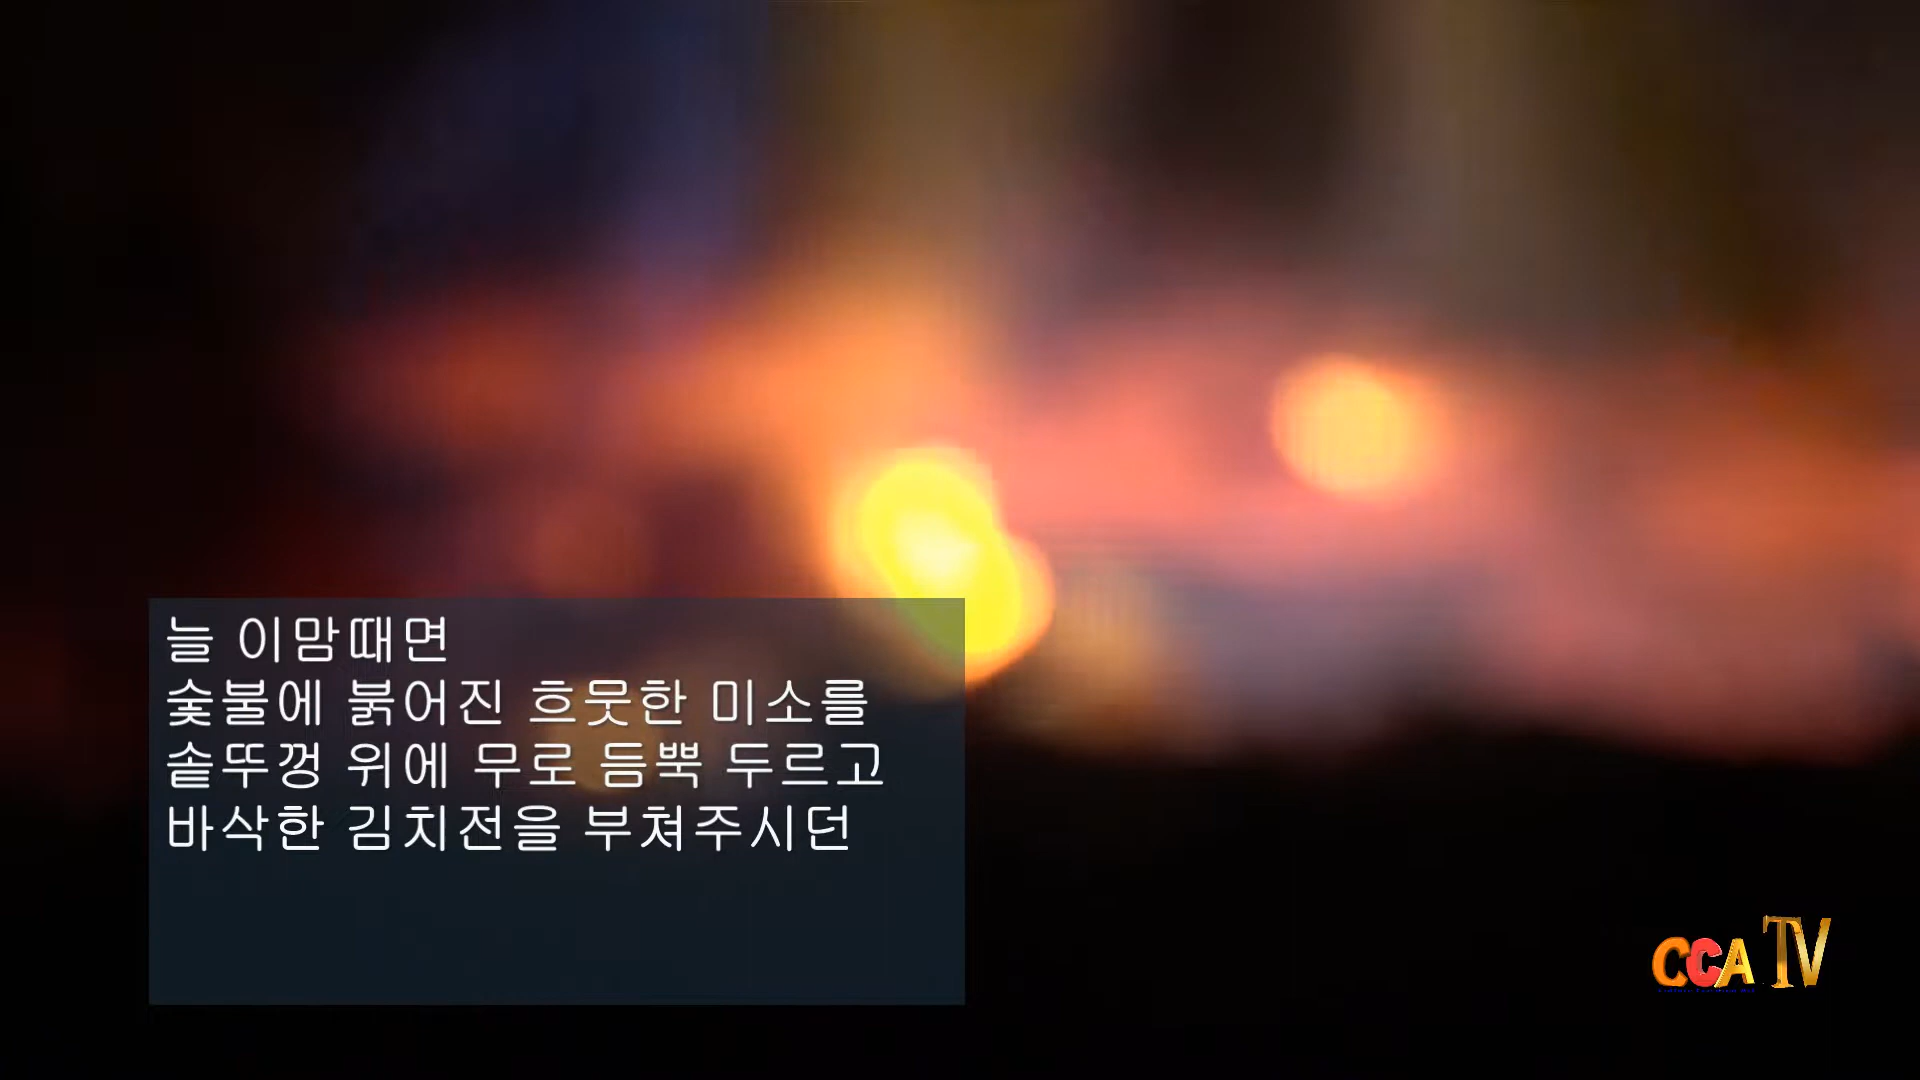 늘 이맘때면
숯불에 붉어진 흐뭇한 미소를
솥뚜껑 위에 무로 듬뿍 두르고
바삭한 김치전을 부쳐주시던
CCA TV